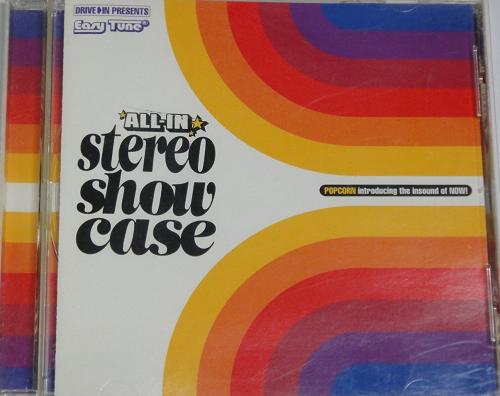 DRIVE IN PRESENTS
Easy Tune
ALL-IN
stereo
show
case
POPCORN introducing the insound of NOW!